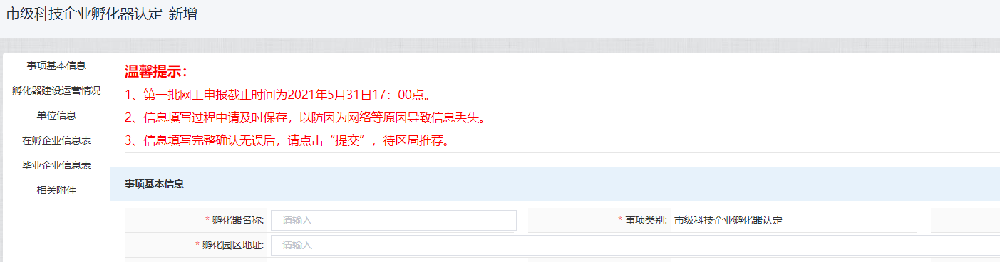 市级科技企业孵化器认定-新增
事项基本信息
孵化器建设运营情况
单位信息
在孵企业信息表
毕业企业信息表
相关附件
温馨提示：
1、第一批网上申报截止时间为2021年5月31日17：00点。
2、信息填写过程中请及时保存，以防因为网络等原因导致信息丢失。
3、信息填写完整确认无误后，请点击“提交”，待区局推荐。
事项基本信息
* 孵化器名称: 请输入 * 事项类别: 市级科技企业孵化器认定
* 孵化园区地址: 请输入